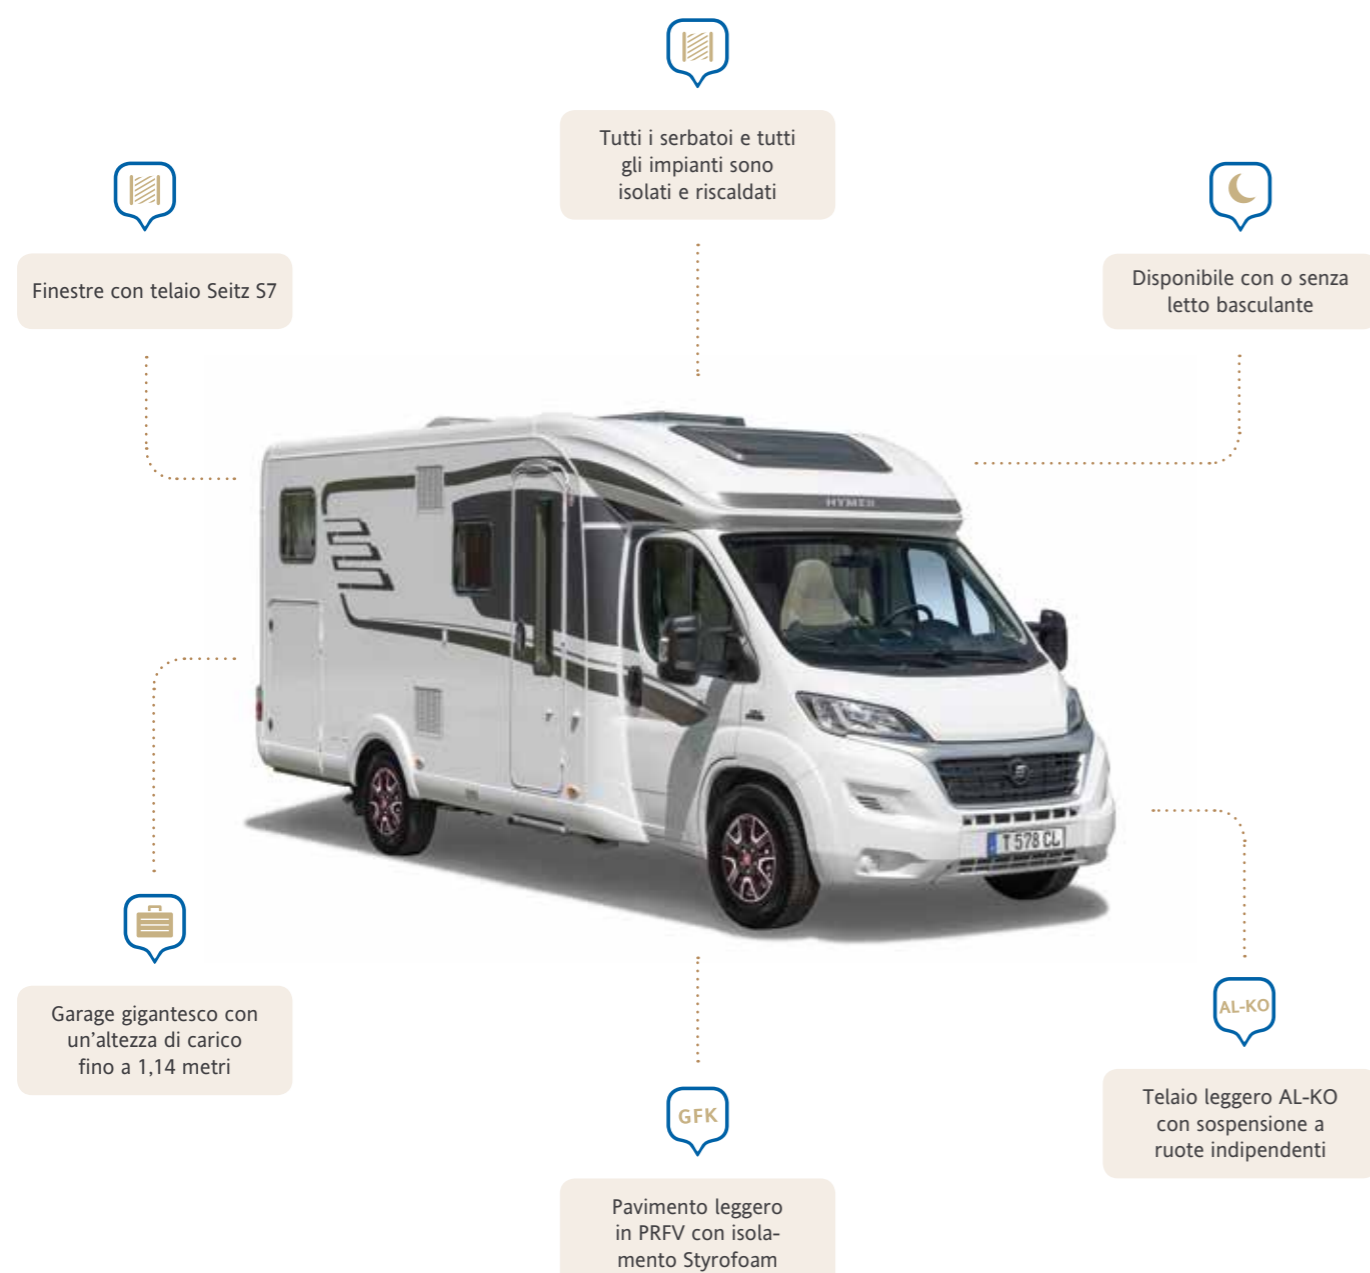 Tutti i serbatoi e tutti
gli impianti sono
isolati e riscaldati
Finestre con telaio Seitz S7
Disponibile con o senza
letto basculante
HYMER
T 578 CL
Garage gigantesco con
un'altezza di carico
fino a 1,14 metri
AL-KO
Telaio leggero AL-KO
con sospensione a
ruote indipendenti
GFK
Pavimento leggero
in PRFV con isola-
mento Styrofoam